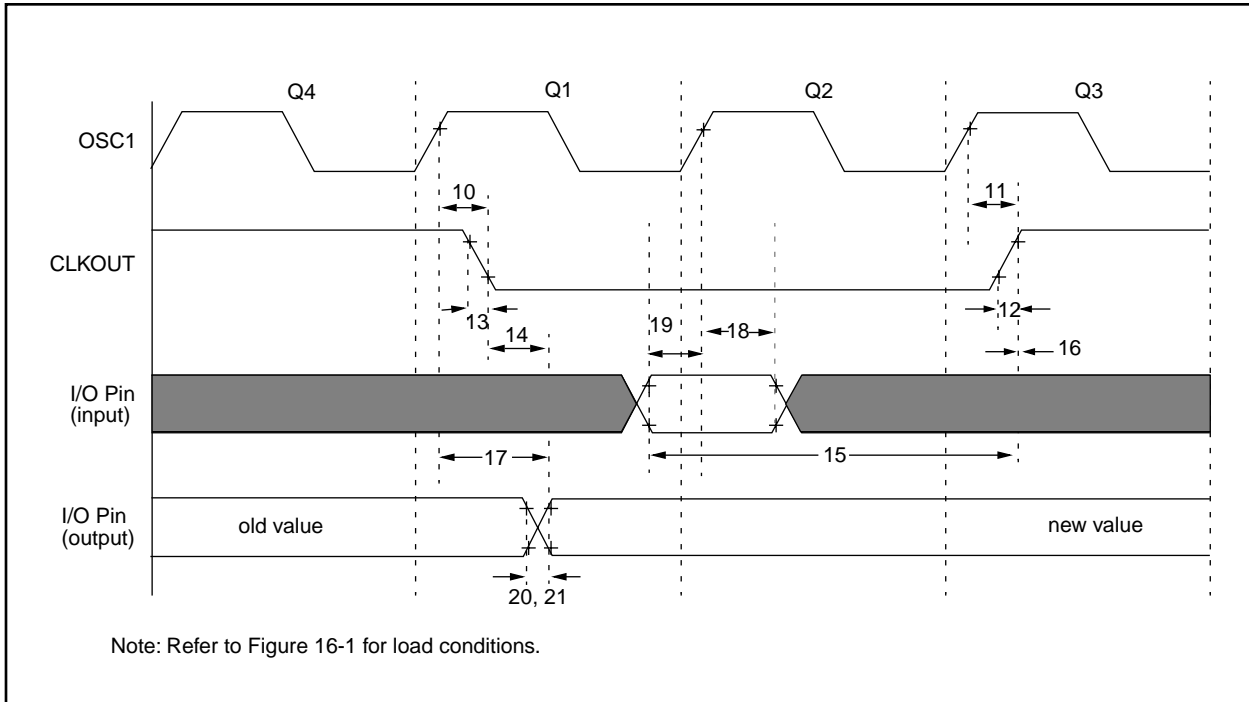 Q4 Q1 Q2 Q3
OSC1
10 11
CLKOUT
13 14 19 18 12
16
I/O Pin
(input)
17 15
I/O Pin
(output)
old value new value
20, 21
Note: Refer to Figure 16-1 for load conditions.